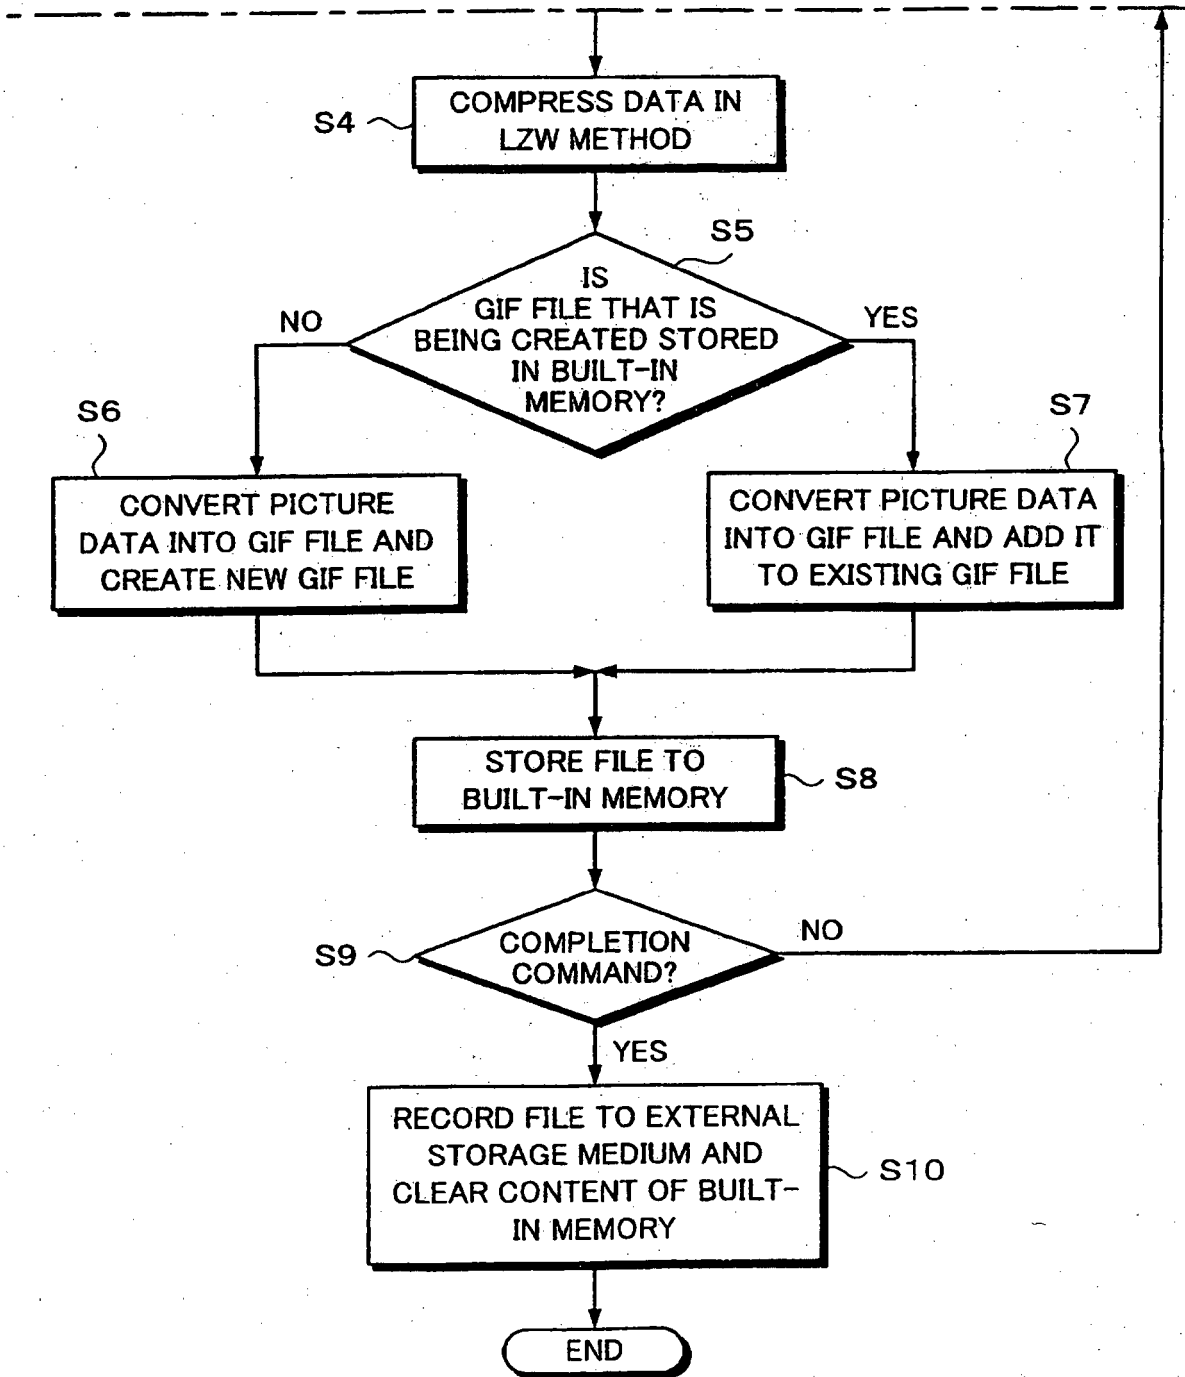 S4
COMPRESS DATA IN
LZW METHOD
S5
IS
GIF FILE THAT IS
BEING CREATED STORED
IN BUILT-IN
MEMORY?
NO
YES
S6
CONVERT PICTURE
DATA INTO GIF FILE AND
CREATE NEW GIF FILE
S7
CONVERT PICTURE DATA
INTO GIF FILE AND ADD IT
TO EXISTING GIF FILE
STORE FILE TO
BUILT-IN MEMORY
S8
S9
COMPLETION
COMMAND?
NO
YES
RECORD FILE TO EXTERNAL
STORAGE MEDIUM AND
CLEAR CONTENT OF BUILT-
IN MEMORY
S10
END